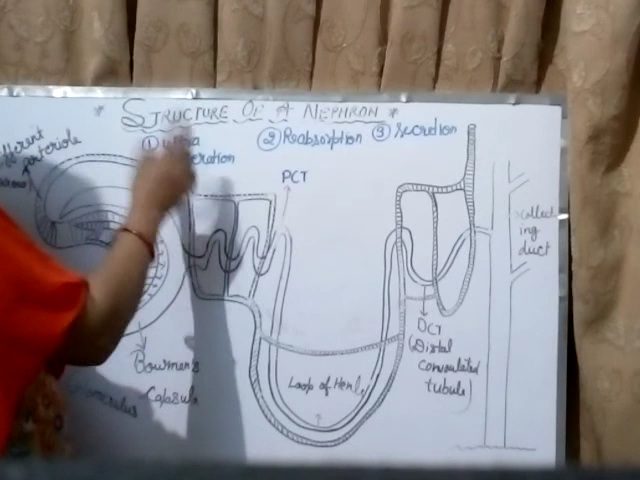 * STRUCTURE OF A NEPHRON *
① Ultra
② Reabsorption ③ Secretion
arteriole
PCT
collect
ing
duct
DCT
(Distal
convoluted
tubule)
Bowman's
Capsule
Loop of Henle